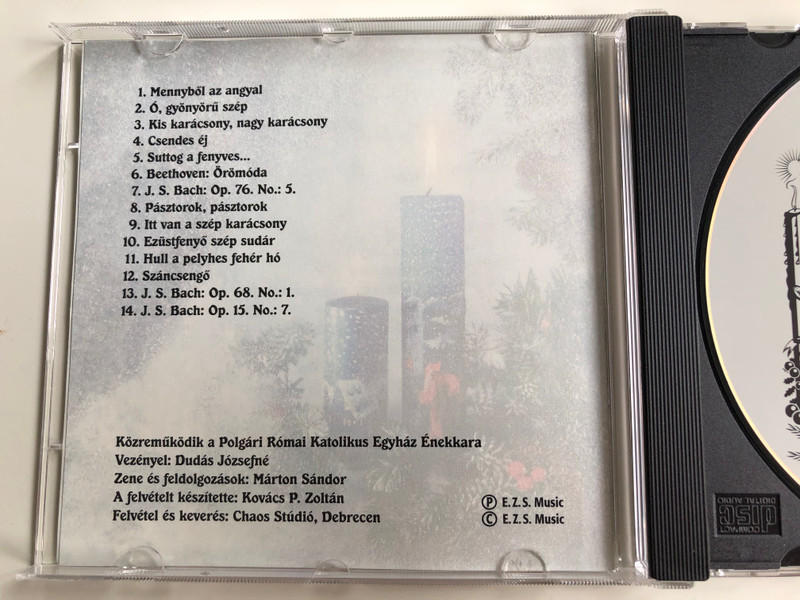 1. Mennyből az angyal
2. Ó, gyönyörű szép
3. Kis karácsony, nagy karácsony
4. Csendes éj
5. Suttog a fenyves...
6. Beethoven: Örömóda
7. J. S. Bach: Op. 76. No.: 5.
8. Pásztorok, pásztorok
9. Itt van a szép karácsony
10. Ezüstfenyő szép sudár
11. Hull a pelyhes fehér hó
12. Száncsengő
13. J. S. Bach: Op. 68. No.: 1.
14. J. S. Bach: Op. 15. No.: 7.
Közreműködik a Polgári Római Katolikus Egyház Énekkara
Vezényel: Dudás Józsefné
Zene és feldolgozások: Márton Sándor
A felvételt készítette: Kovács P. Zoltán
Felvétel és keverés: Chaos Stúdió, Debrecen
Ⓟ E. Z. S. Music
© E. Z. S. Music
COMPACT
disc
DIGITAL AUDIO